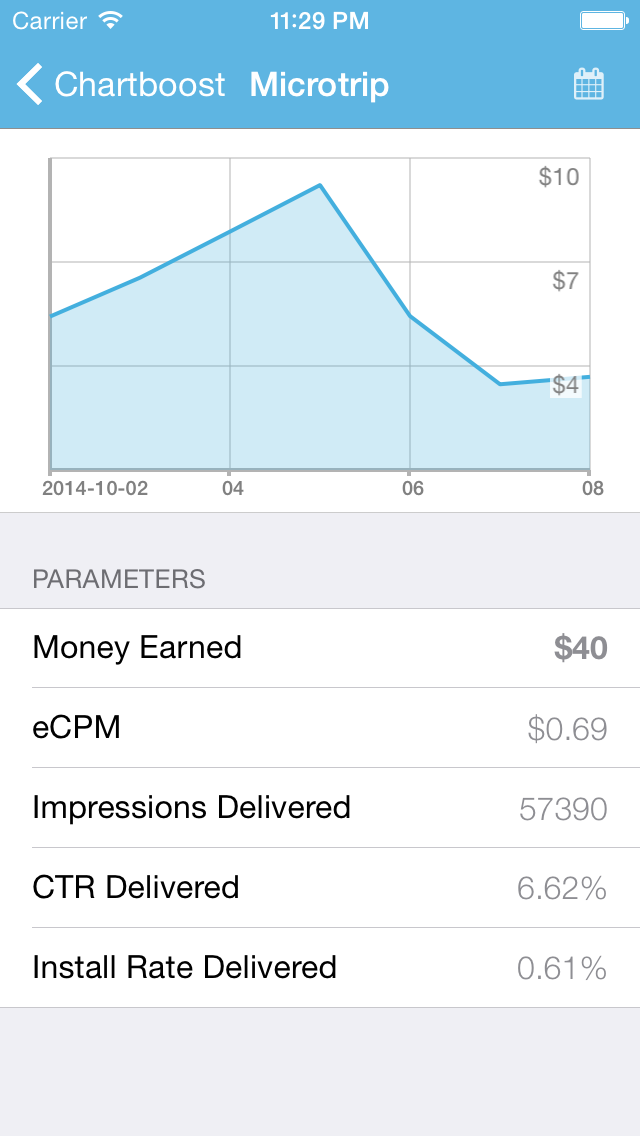 Carrier 11:29 PM
Chartboost Microtrip
$10
$7
$4
2014-10-02 04 06 08
PARAMETERS
Money Earned $40
eCPM $0.69
Impressions Delivered 57390
CTR Delivered 6.62%
Install Rate Delivered 0.61%